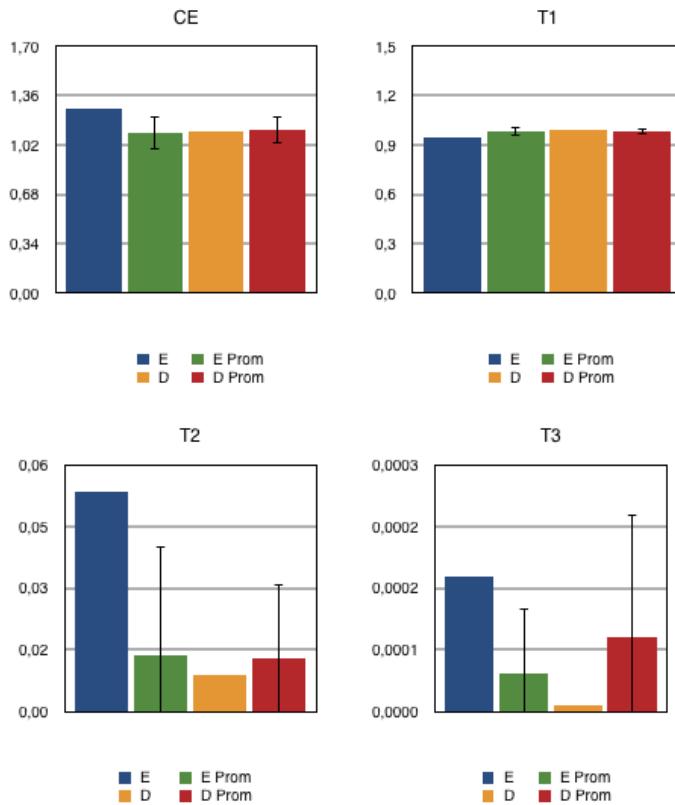 CE
1,70
1,36
1,02
0,68
0,34
0,00
E
E Prom
D
D Prom
T1
1,5
1,2
0,9
0,6
0,3
0,0
E
E Prom
D
D Prom
T2
0,06
0,05
0,03
0,02
0,00
E
E Prom
D
D Prom
T3
0,0003
0,0002
0,0002
0,0001
0,0000
E
E Prom
D
D Prom